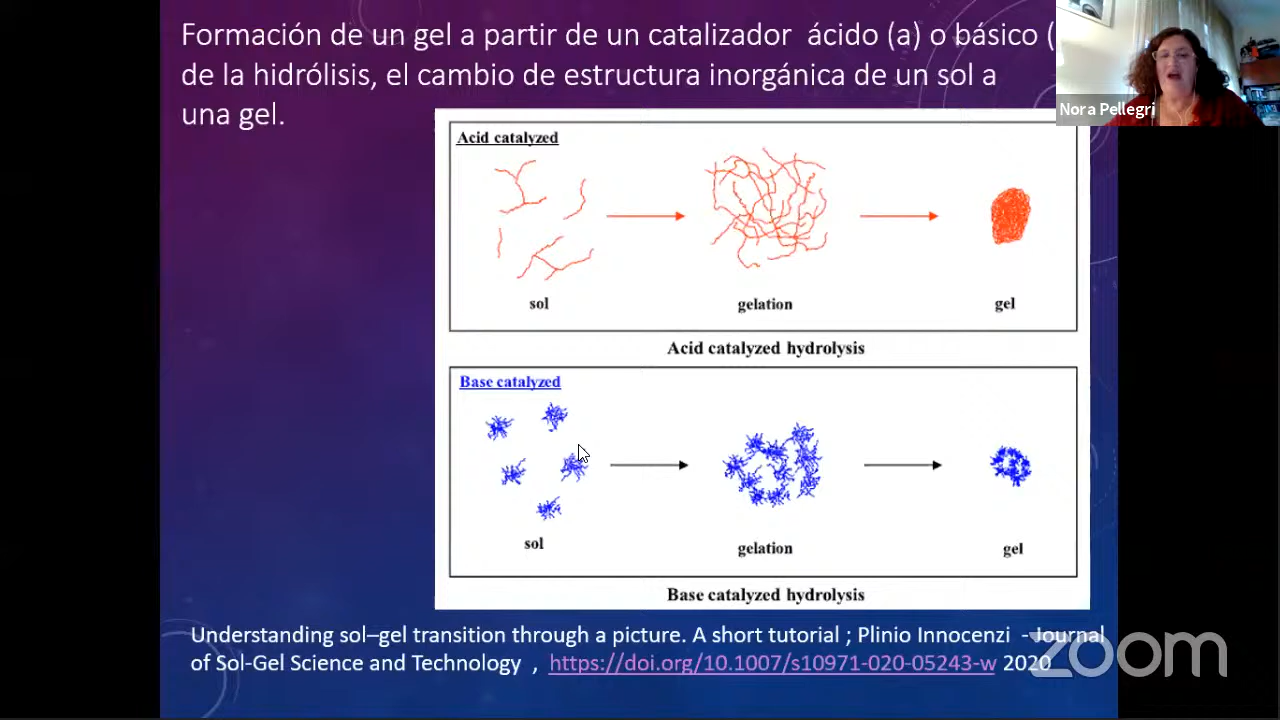 Formación de un gel a partir de un catalizador ácido (a) o básico (
de la hidrólisis, el cambio de estructura inorgánica de un sol a
una gel.
Nora Pellegri
Acid catalyzed
sol gelation gel
Acid catalyzed hydrolysis
Base catalyzed
sol gelation gel
Base catalyzed hydrolysis
Understanding sol–gel transition through a picture. A short tutorial ; Plinio Innocenzi - Journal
of Sol-Gel Science and Technology , https://doi.org/10.1007/s10971-020-05243-w 2020
zoom